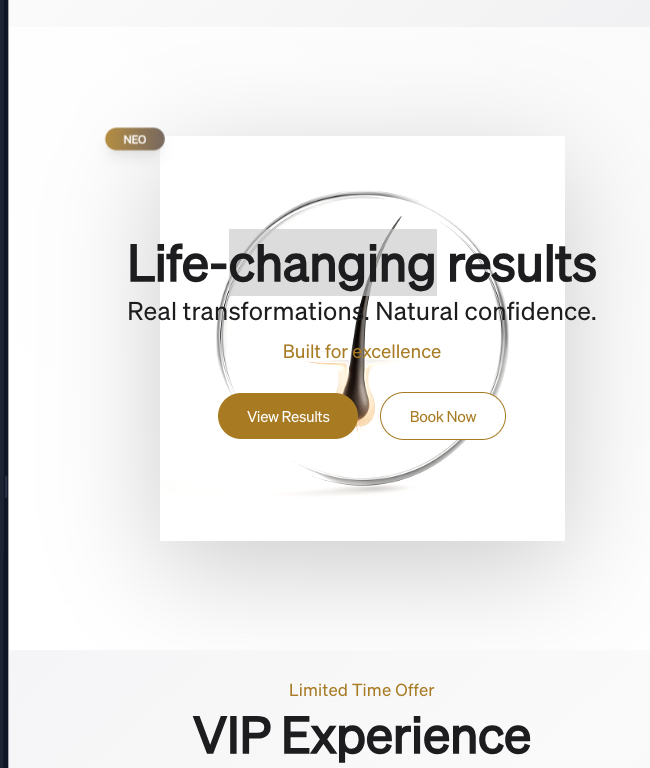 NEO
Life-changing results
Real transformations. Natural confidence.
Built for excellence
View Results
Book Now
Limited Time Offer
VIP Experience